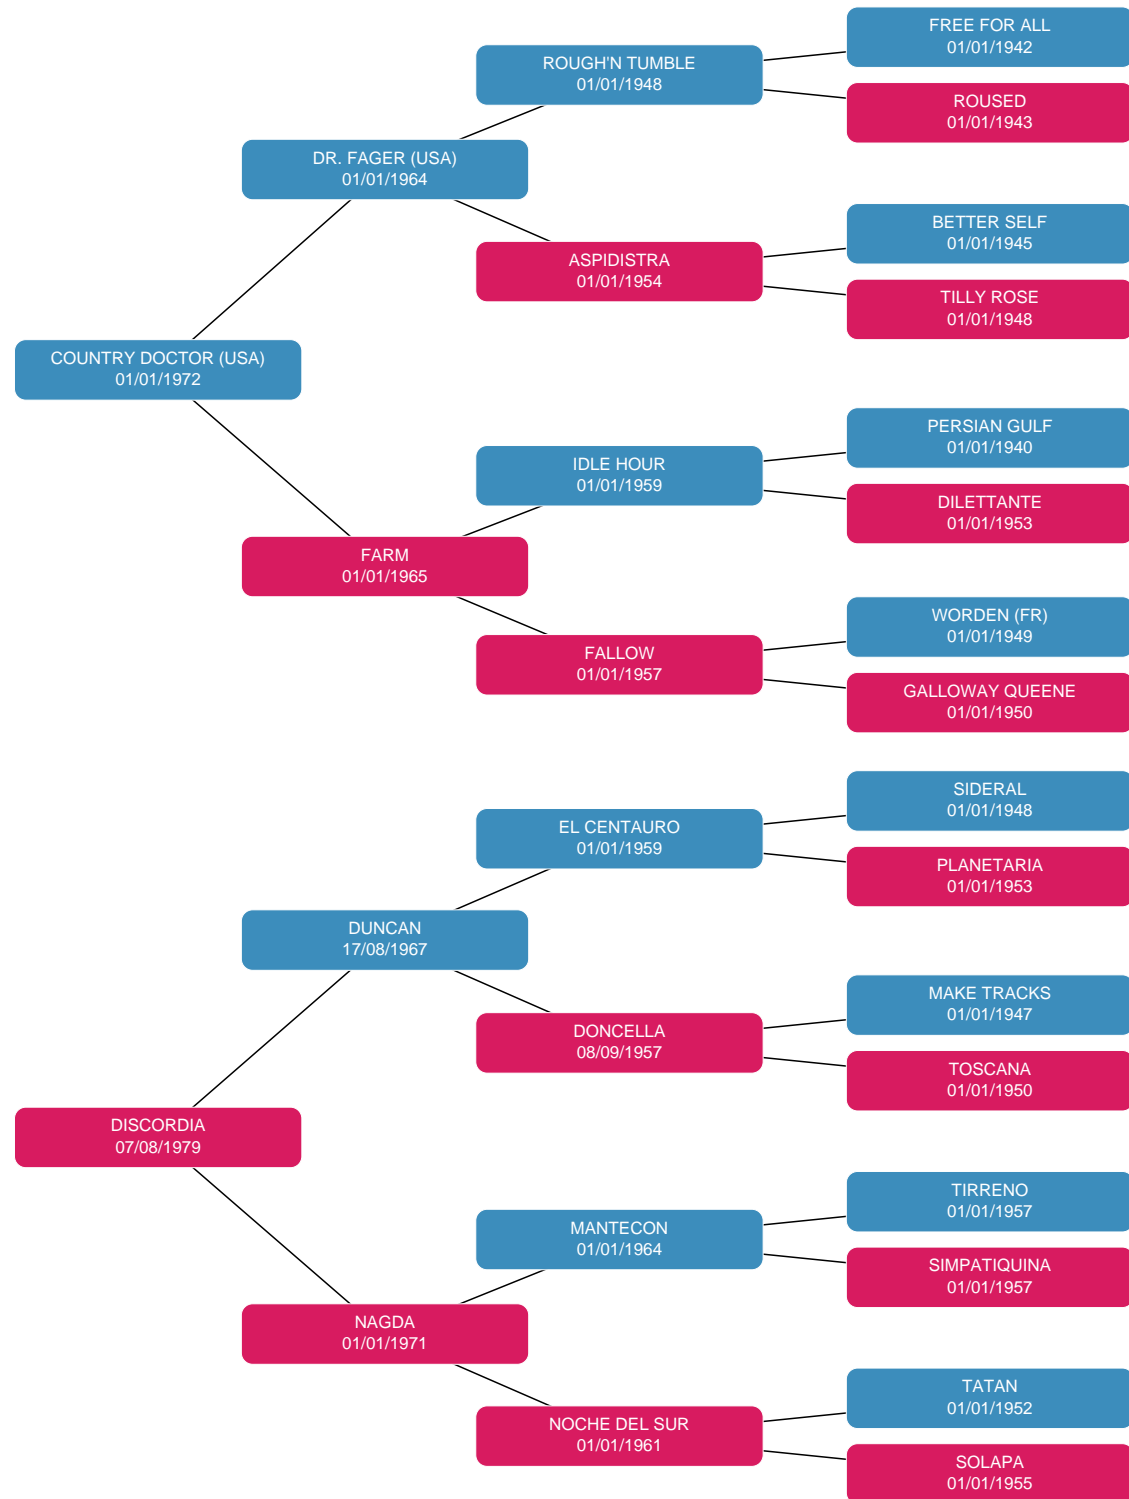 FREE FOR ALL
01/01/1942
ROUGH'N TUMBLE
01/01/1948
ROUSED
01/01/1943
DR. FAGER (USA)
01/01/1964
BETTER SELF
01/01/1945
ASPIDISTRA
01/01/1954
TILLY ROSE
01/01/1948
COUNTRY DOCTOR (USA)
01/01/1972
PERSIAN GULF
01/01/1940
IDLE HOUR
01/01/1959
DILETTANTE
01/01/1953
FARM
01/01/1965
WORDEN (FR)
01/01/1949
FALLOW
01/01/1957
GALLOWAY QUEENE
01/01/1950
SIDERAL
01/01/1948
EL CENTAURO
01/01/1959
PLANETARIA
01/01/1953
DUNCAN
17/08/1967
MAKE TRACKS
01/01/1947
DONCELLA
08/09/1957
TOSCANA
01/01/1950
DISCORDIA
07/08/1979
TIRRENO
01/01/1957
MANTECON
01/01/1964
SIMPATIQUINA
01/01/1957
NAGDA
01/01/1971
TATAN
01/01/1952
NOCHE DEL SUR
01/01/1961
SOLAPA
01/01/1955